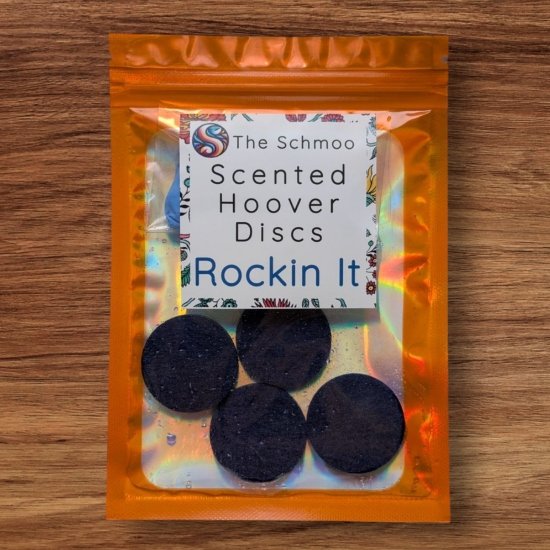 The Schmoo
Scented
Hoover
Discs
Rockin It